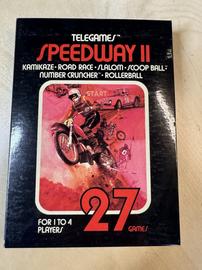 TELEGAMES™
SPEEDWAY II
KAMIKAZE · ROAD RACE · SLALOM · SCOOP BALL ·
NUMBER CRUNCHER™ · ROLLERBALL
START
FOR 1 TO 4
PLAYERS
27
GAMES